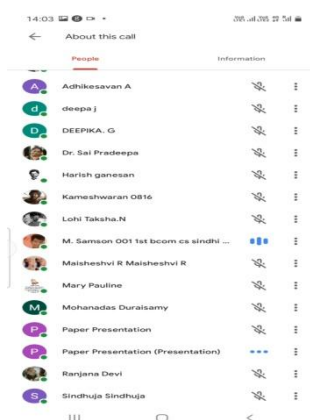 14:03
About this call
People
Information
A Adhikesavan A
d deepa j
D DEEPIKA. G
Dr. Sai Pradeepa
Harish ganesan
Kameshwaran 0816
Lohi Taksha.N
M. Samson 001 1st bcom cs sindhi ...
Maisheshvi R Maisheshvi R
Mary Pauline
M Mohanadas Duraisamy
P Paper Presentation
P Paper Presentation (Presentation)
Ranjana Devi
S Sindhuja Sindhuja